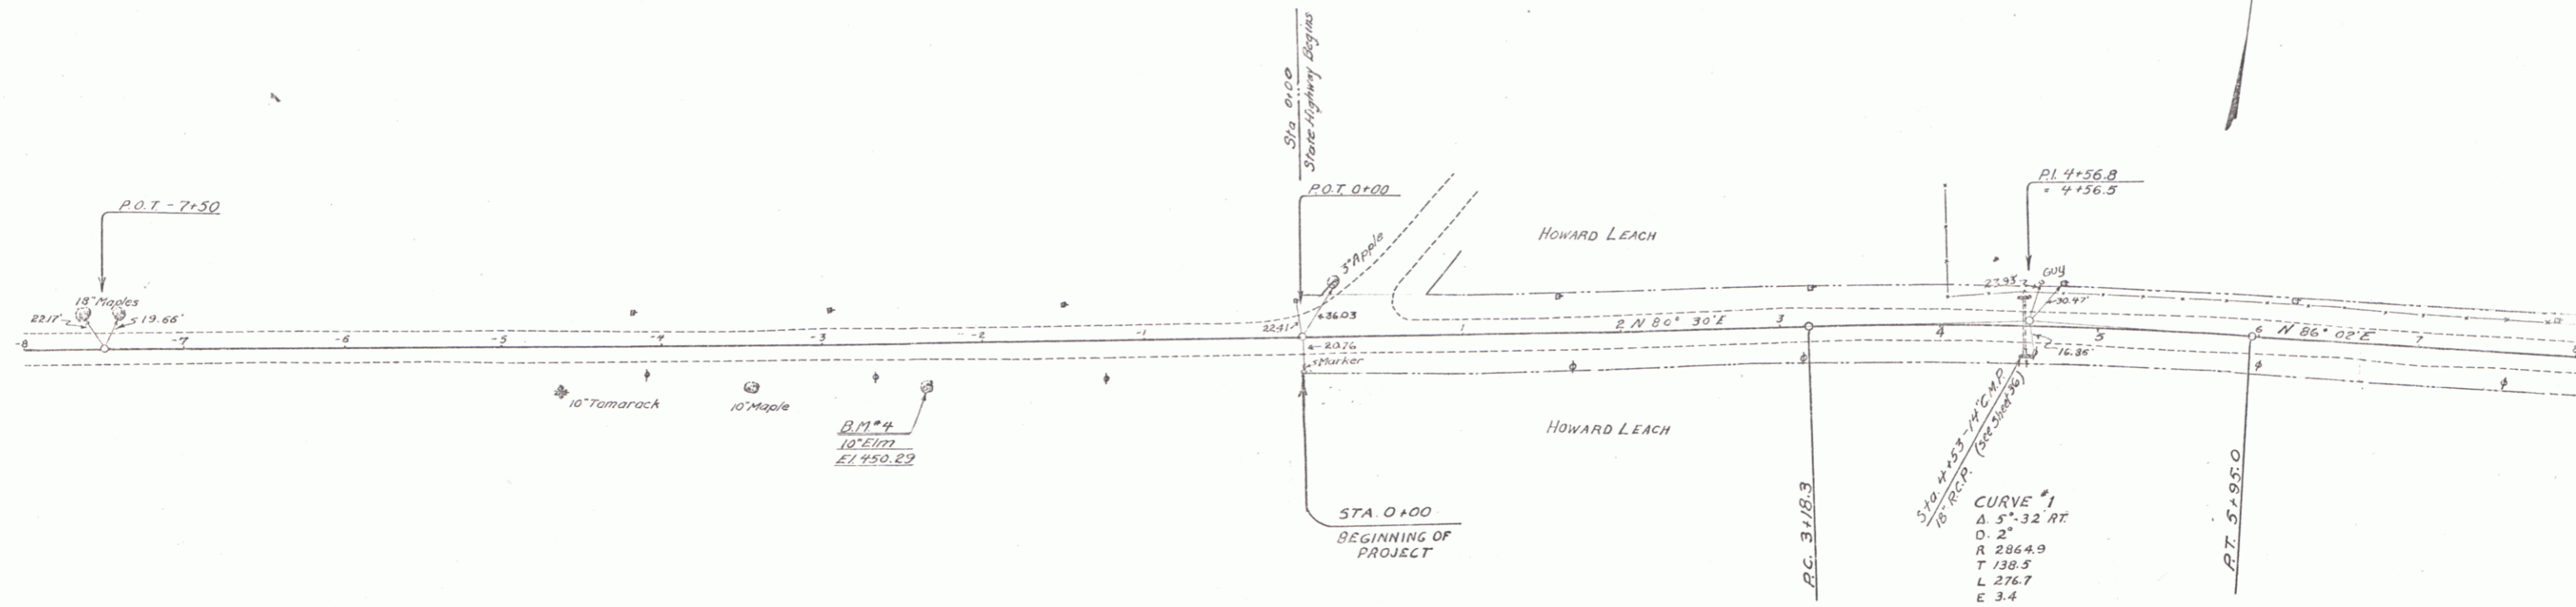 Sta 0+00
State Highway Begins
P.O.T. - 7+50
P.O.T. 0+00
P.I. 4+56.8
= 4+56.5
HOWARD LEACH
5" Apple
GUY
27.95
30.47
18" Maples
22.17'
19.66'
22.41
36.03
-8
-7
-6
-5
-4
-3
-2
-1
1
2 N 80° 30' E
3
4
5
6 N 86° 02' E
7
20.76
Marker
16.85
10" Tamarack
10" Maple
B.M. #4
10" Elm
El. 450.29
HOWARD LEACH
STA. 0+00
BEGINNING OF
PROJECT
P.C. 3+18.3
Sta. 4+53-14" C.M.P.
18" R.C.P. (see Sheet 36)
P.T. 5+95.0
CURVE #1
Δ. 5°-32' RT.
D. 2°
R 2864.9
T 138.5
L 276.7
E 3.4